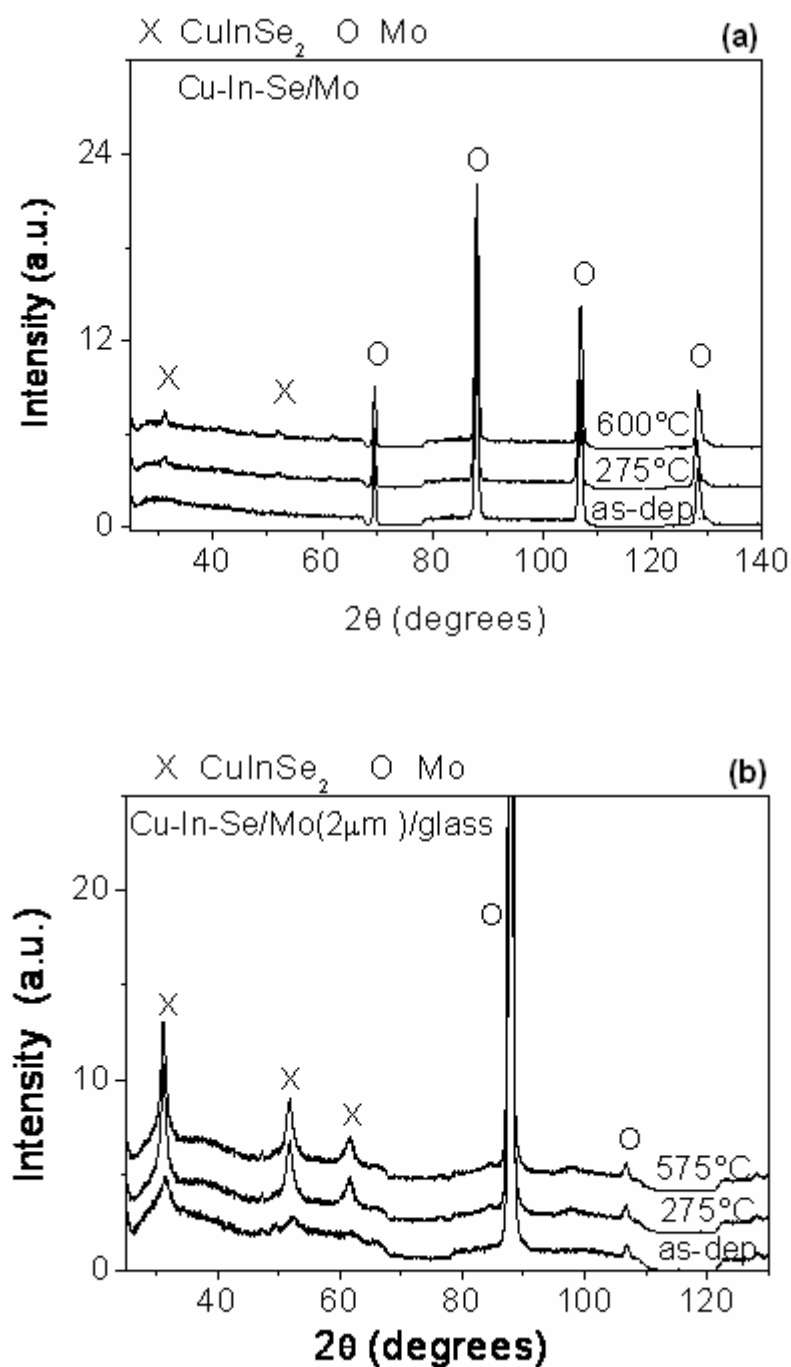 X CuInSe₂ O Mo (a)
Cu-In-Se/Mo
24
12
0
Intensity (a.u.)
O
O
O
O
X
X
600°C
275°C
as-dep
40 60 80 100 120 140
2θ (degrees)
X CuInSe₂ O Mo (b)
Cu-In-Se/Mo(2μm )/glass
20
10
0
Intensity (a.u.)
O
X
X
X
O
575°C
275°C
as-dep
40 60 80 100 120
2θ (degrees)